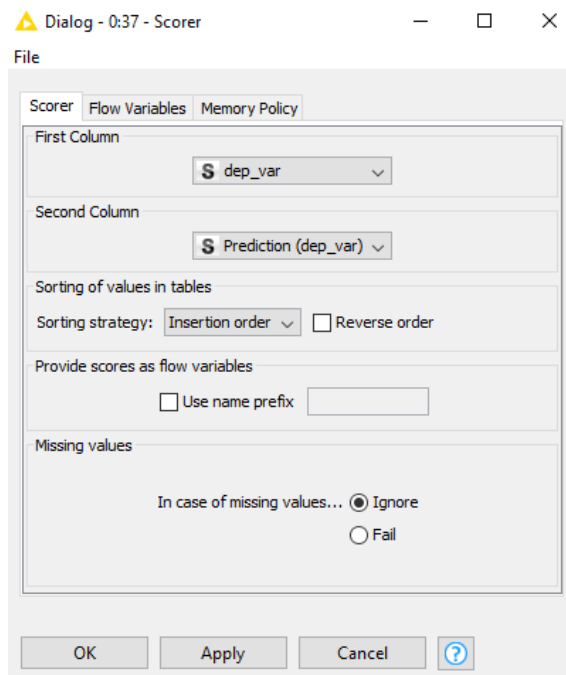 Dialog - 0:37 - Scorer
File
Scorer Flow Variables Memory Policy
First Column
S dep_var
Second Column
S Prediction (dep_var)
Sorting of values in tables
Sorting strategy: Insertion order Reverse order
Provide scores as flow variables
Use name prefix
Missing values
In case of missing values... Ignore
Fail
OK Apply Cancel ?